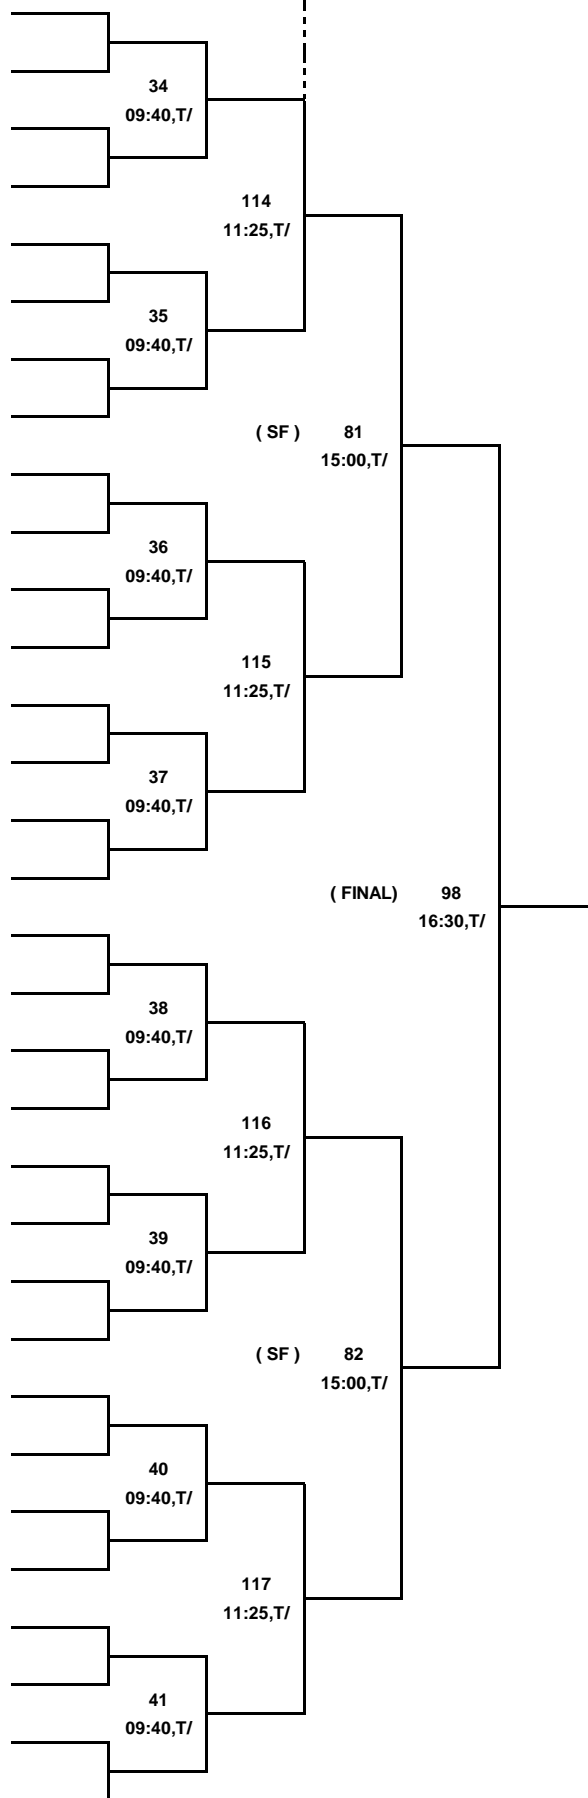 34
09:40,T/
114
11:25,T/
35
09:40,T/
( SF ) 81
15:00,T/
36
09:40,T/
115
11:25,T/
37
09:40,T/
( FINAL) 98
16:30,T/
38
09:40,T/
116
11:25,T/
39
09:40,T/
( SF ) 82
15:00,T/
40
09:40,T/
117
11:25,T/
41
09:40,T/